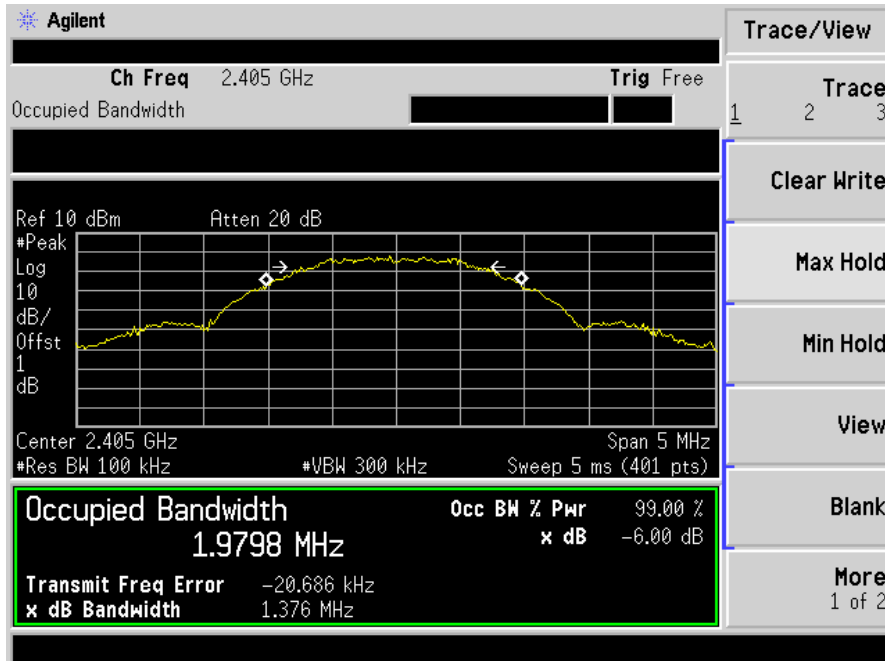 Agilent
Trace/View
Ch Freq 2.405 GHz Trig Free
Occupied Bandwidth
Trace
1 2 3
Clear Write
Max Hold
Min Hold
View
Blank
More
1 of 2
Ref 10 dBm Atten 20 dB
#Peak
Log
10
dB/
Offst
1
dB
Center 2.405 GHz Span 5 MHz
#Res BW 100 kHz #VBW 300 kHz Sweep 5 ms (401 pts)
Occupied Bandwidth Occ BW % Pwr 99.00 %
1.9798 MHz x dB -6.00 dB
Transmit Freq Error -20.686 kHz
x dB Bandwidth 1.376 MHz